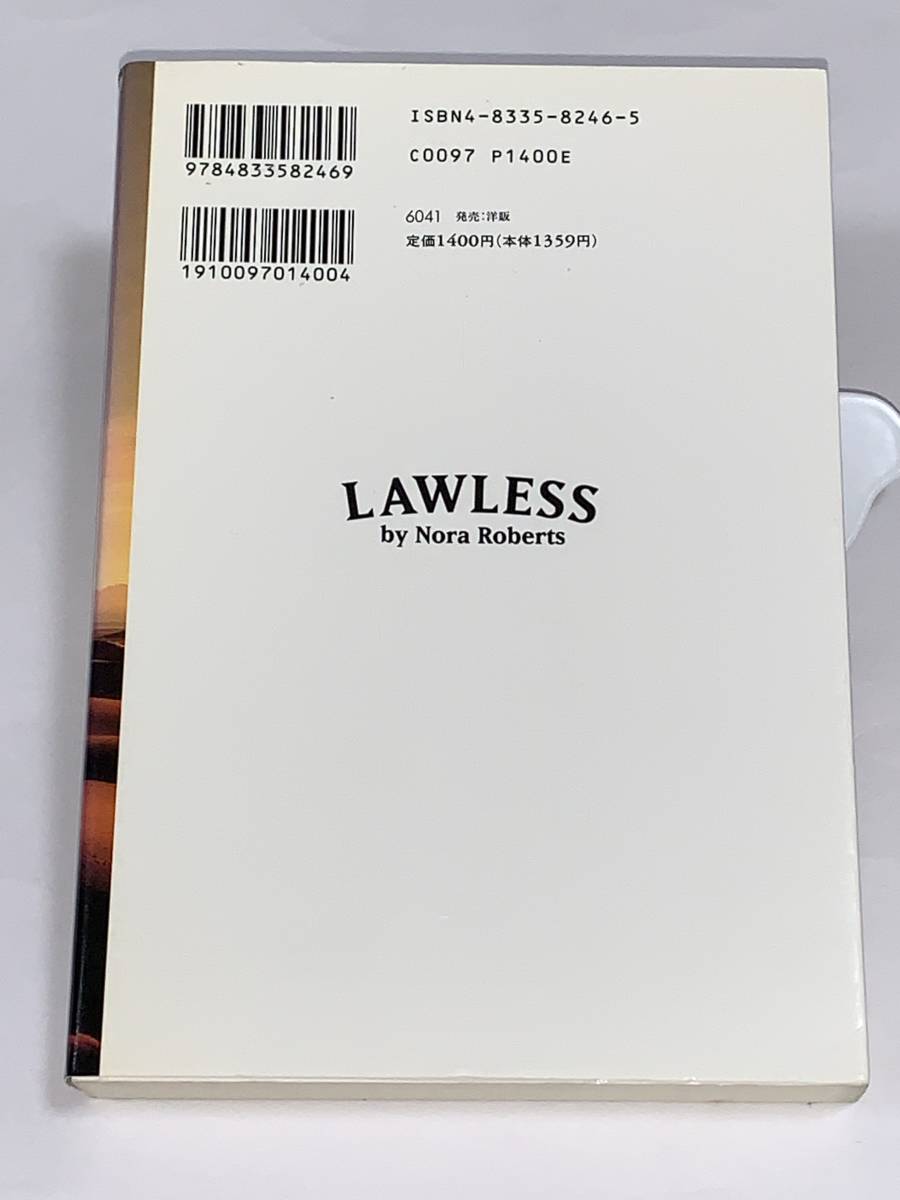 ISBN4-8335-8246-5
C0097 P1400E
9784833582469
6041 発売:洋販
定価1400円(本体1359円)
1910097014004
LAWLESS
by Nora Roberts